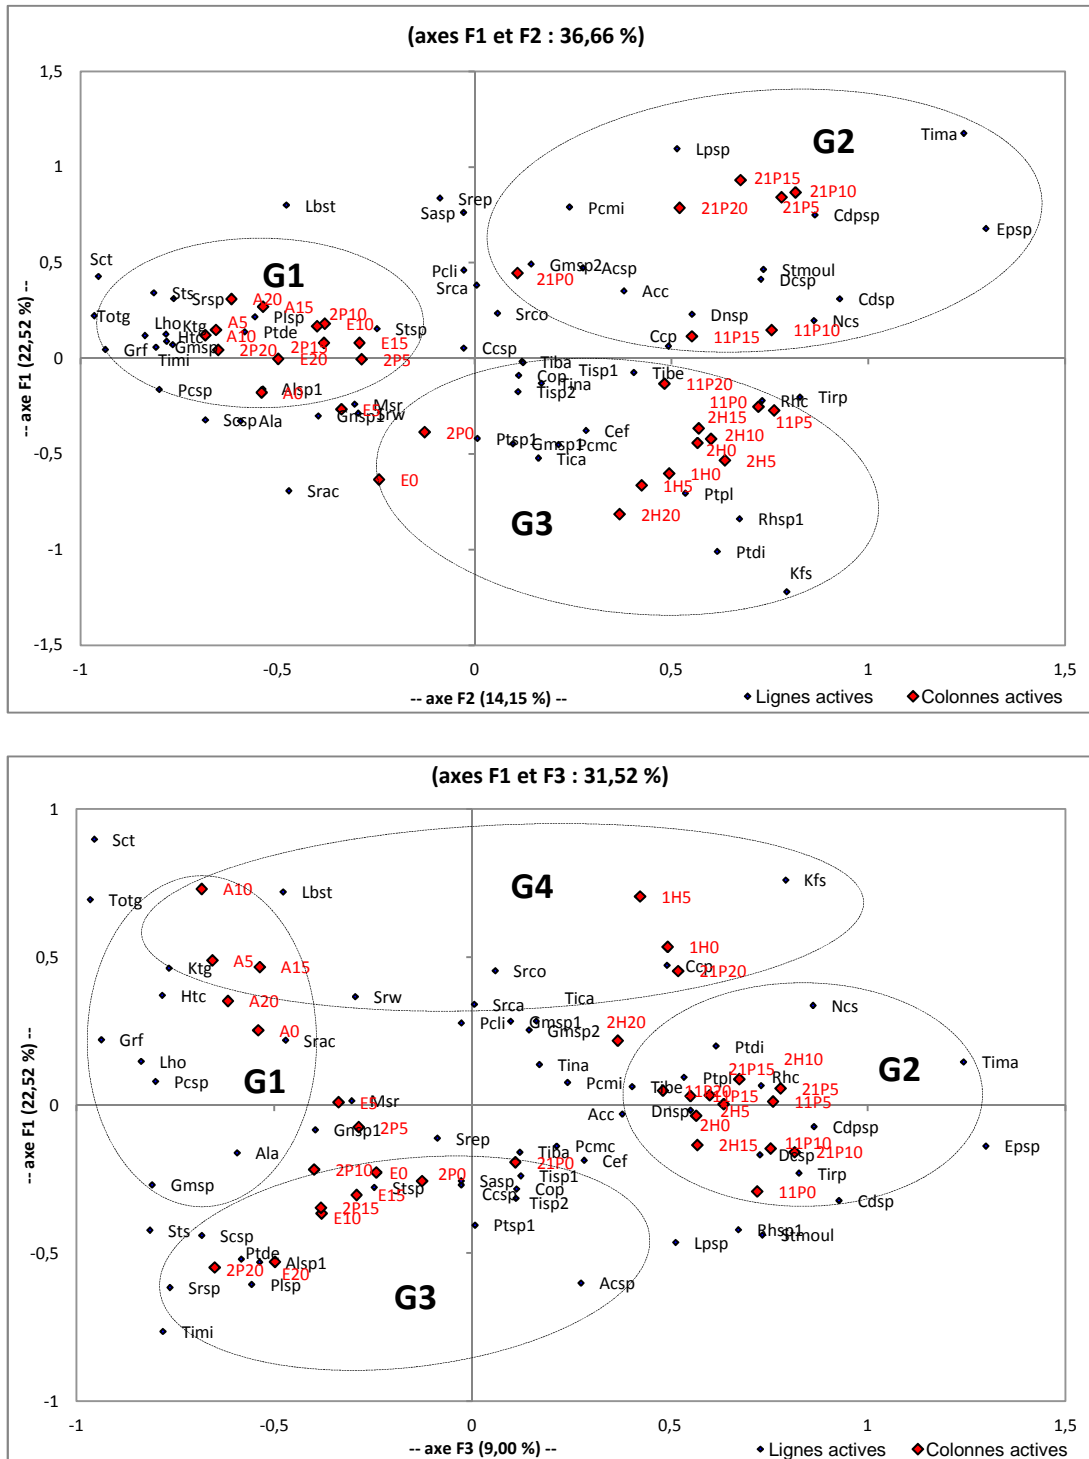 (axes F1 et F2 : 36,66 %)
1,5
G2
Tima
Lpsp
1
21P15
21P10
Srep
Lbst
Sasp
Pcmi
21P20
21P5
Cdpsp
Epsp
Sct
0,5
G1
Pcli
Gmsp2
Acsp
Stmoul
21P0
Dcsp
Sts
Srsp
A20
A15
Srca
Acc
Cdsp
Totg
Plsp
2P10
Srco
Dnsp
Ncs
Lho
Ktg
A5
Ptde
E10
Stsp
Htc
A10
Ccp
11P15
11P10
Grf
Gmsp
2P20
2P15
E15
Ccsp
0
Timi
E20
2P5
Tiba
Tisp1
Tibe
Cop
Tina
11P20
Pcsp
A0
Alsp1
Tisp2
11P0
Rhc
Tirp
Msr
E5
11P5
Scsp
Ala
Gnsp1
Srw
2H15
2P0
Cef
2H10
Ptsp1
Gmsp1
Pcmc
2H0
-0,5
Tica
2H5
E0
1H0
Srac
1H5
Ptpl
G3
2H20
Rhsp1
-1
Ptdi
Kfs
-1,5
-1
-0,5
0
0,5
1
1,5
-- axe F1 (22,52 %) --
-- axe F2 (14,15 %) --
Lignes actives
Colonnes actives
(axes F1 et F3 : 31,52 %)
1
Sct
A10
Lbst
G4
Kfs
Totg
1H5
1H0
0,5
A5
A15
Ktg
Ccp
21P20
Srco
Htc
A20
Srw
Srca
Tica
Ncs
Pcli
Gmsp1
A0
Gmsp2
2H20
Grf
Srac
Ptdi
Lho
Tina
2H10
Tima
21P15
G2
Pcsp
G1
Pcmi
Tibe
Ptpl
Rhc
21P5
11P20
11P15
0
E5
Msr
Acc
Dnsp
2H5
11P5
2P5
2H0
Cdpsp
Gnsp1
Srep
Pcmc
2H15
11P10
Ala
Tiba
Dcsp
21P10
Epsp
2P10
E0
2P0
21P0
Cef
Tirp
Gmsp
Stsp
Sasp
Tisp1
11P0
E15
Ccsp
Cop
Cdsp
2P15
Tisp2
E10
Sts
Scsp
Ptsp1
Rhsp1
Stmoul
-0,5
Ptde
Lpsp
2P20
Alsp1
E20
Srsp
Plsp
G3
Acsp
Timi
-1
-1
-0,5
0
0,5
1
1,5
-- axe F1 (22,52 %) --
-- axe F3 (9,00 %) --
Lignes actives
Colonnes actives